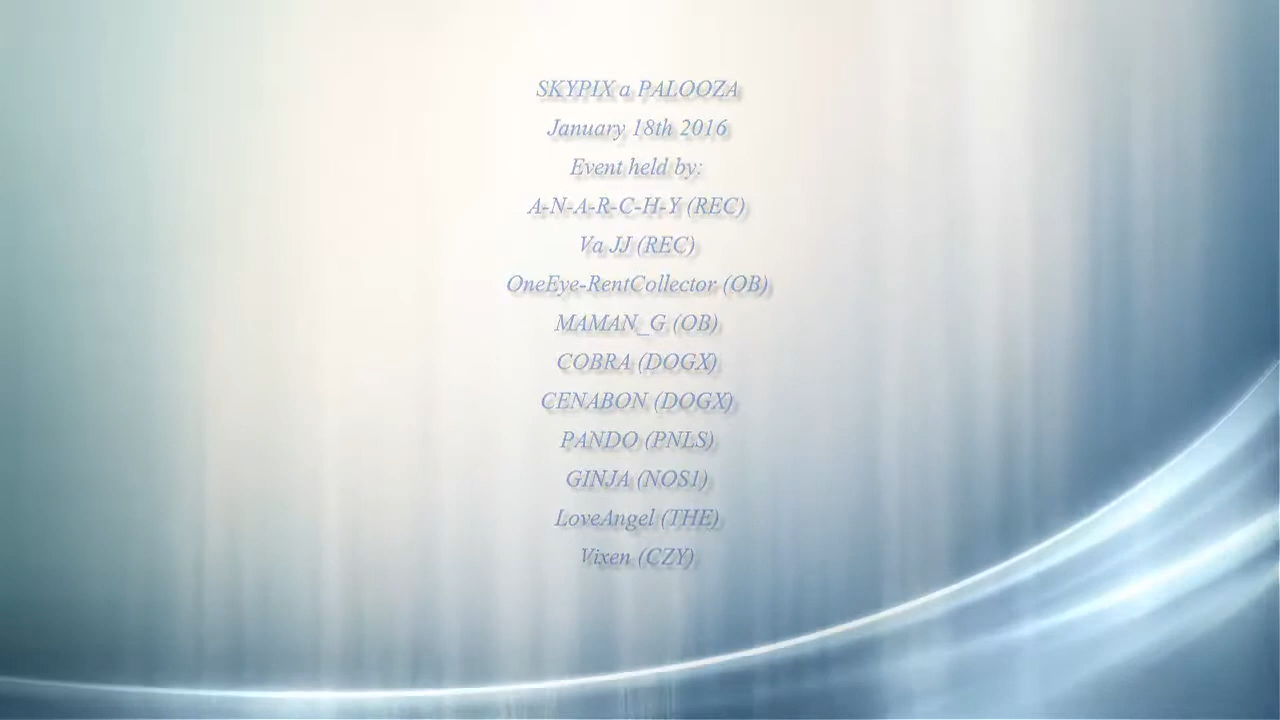 SKYPIX a PALOOZA
January 18th 2016
Event held by:
A-N-A-R-C-H-Y (REC)
Va JJ (REC)
OneEye-RentCollector (OB)
MAMAN_G (OB)
COBRA (DOGX)
CENABON (DOGX)
PANDO (PNLS)
GINJA (NOS1)
LoveAngel (THE)
Vixen (CZY)